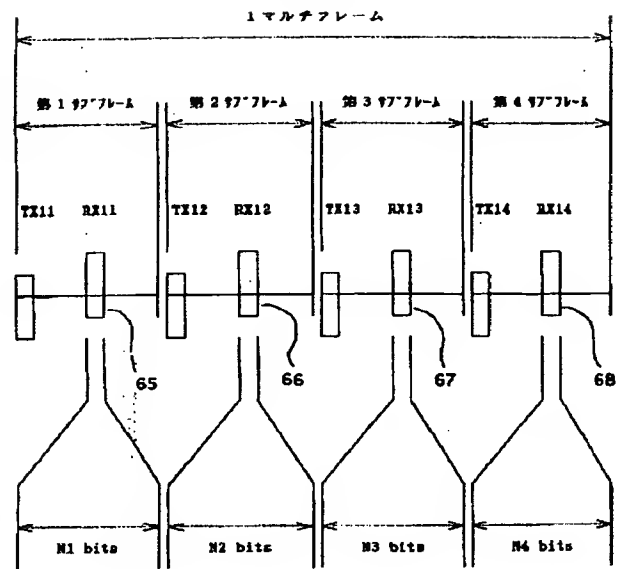 1マルチフレーム
第1サブフレーム 第2サブフレーム 第3サブフレーム 第4サブフレーム
TX11 RX11 TX12 RX12 TX13 RX13 TX14 RX14
65 66 67 68
N1 bits N2 bits N3 bits N4 bits